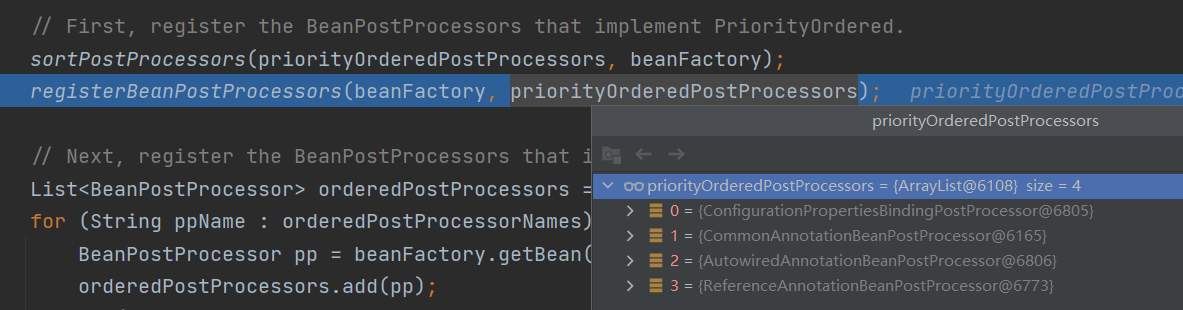 // First, register the BeanPostProcessors that implement PriorityOrdered.
sortPostProcessors(priorityOrderedPostProcessors, beanFactory);
registerBeanPostProcessors(beanFactory, priorityOrderedPostProcessors); priorityOrderedPostProc
priorityOrderedPostProcessors
// Next, register the BeanPostProcessors that i
List<BeanPostProcessor> orderedPostProcessors =
for (String ppName : orderedPostProcessorNames)
BeanPostProcessor pp = beanFactory.getBean(
orderedPostProcessors.add(pp);
priorityOrderedPostProcessors = {ArrayList@6108} size = 4
0 = {ConfigurationPropertiesBindingPostProcessor@6805}
1 = {CommonAnnotationBeanPostProcessor@6165}
2 = {AutowiredAnnotationBeanPostProcessor@6806}
3 = {ReferenceAnnotationBeanPostProcessor@6773}